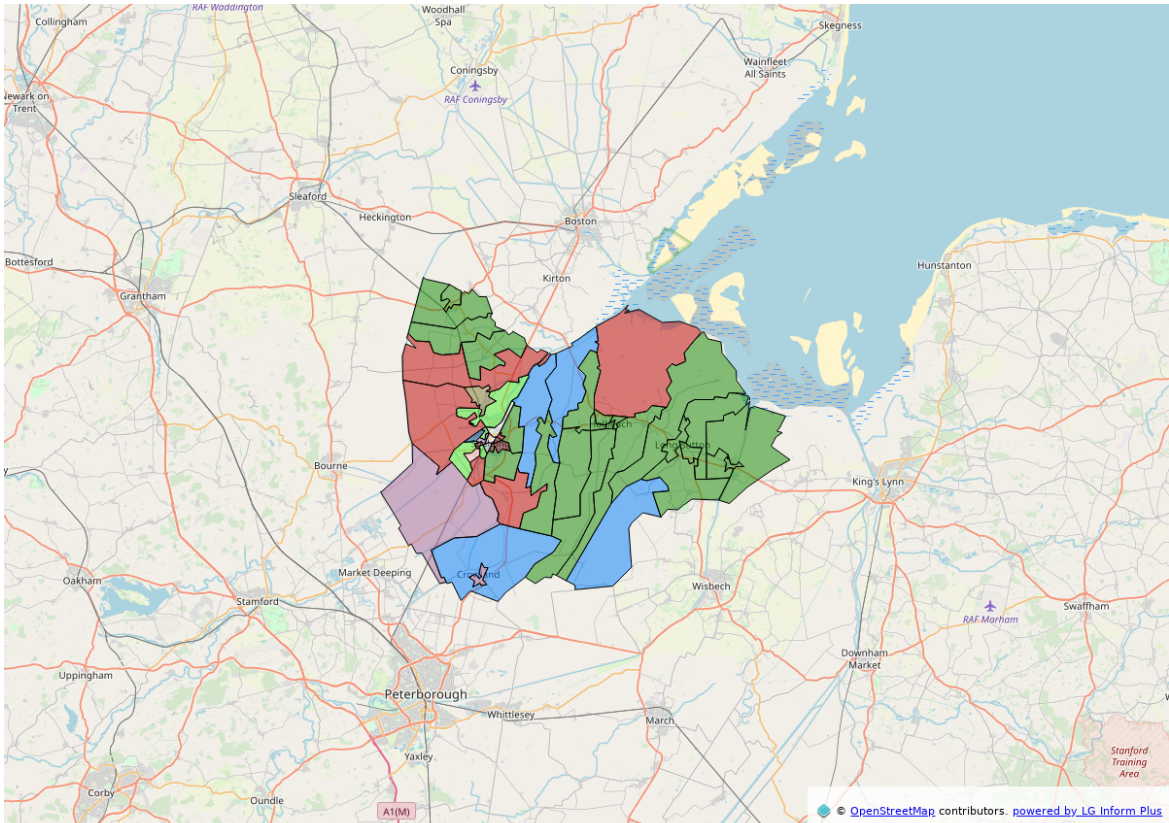 RAF Waddington
Woodhall
Spa
Collingham
Skegness
Wainfleet
All Saints
Coningsby
RAF Coningsby
Newark on
Trent
Sleaford
Heckington
Boston
Bottesford
Kirton
Hunstanton
Grantham
Bourne
King's Lynn
Market Deeping
Oakham
Stamford
Wisbech
RAF Marham
Swaffham
Downham
Market
Uppingham
Peterborough
Whittlesey
March
Yaxley
Stanford
Training
Area
Corby
Oundle
A1(M)
© OpenStreetMap contributors. powered by LG Inform Plus